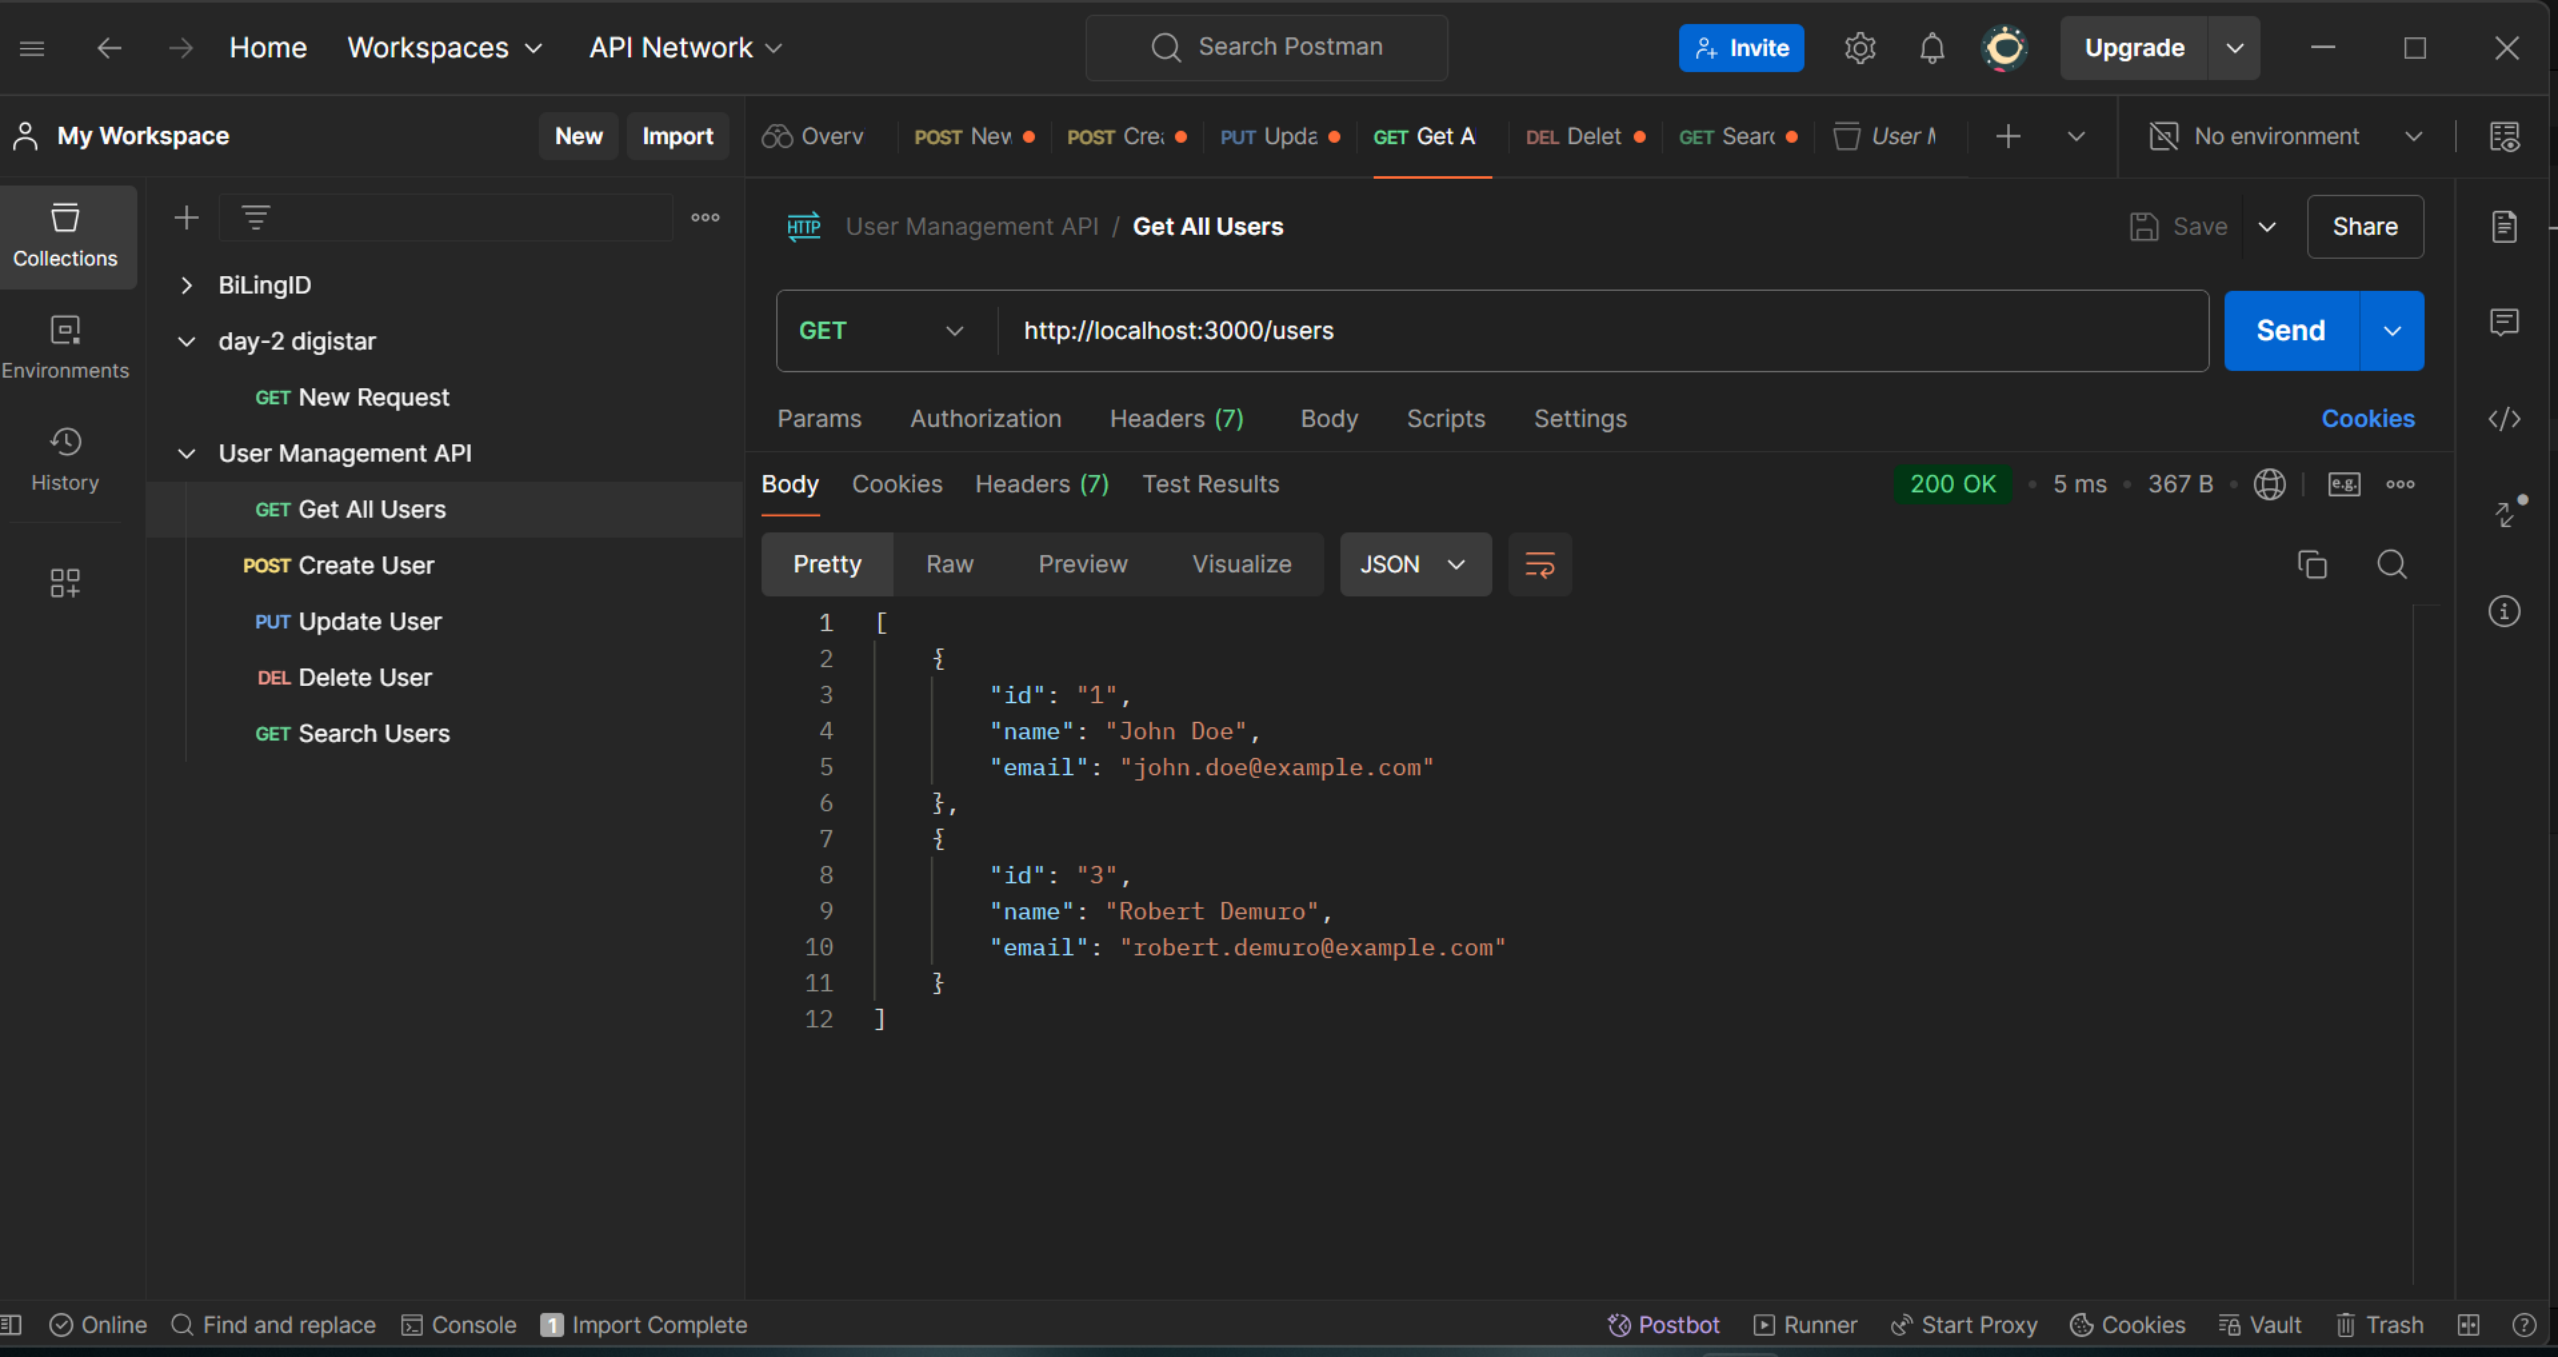 Home Workspaces API Network Search Postman Invite Upgrade
My Workspace New Import
Overv POST New POST Crea PUT Upda GET Get A DEL Delet GET Searc User M No environment
Collections
Environments
History
BiLingID
day-2 digistar
GET New Request
User Management API
GET Get All Users
POST Create User
PUT Update User
DEL Delete User
GET Search Users
HTTP User Management API / Get All Users Save Share
GET http://localhost:3000/users Send
Params Authorization Headers (7) Body Scripts Settings Cookies
Body Cookies Headers (7) Test Results 200 OK 5 ms 367 B e.g.
Pretty Raw Preview Visualize JSON
1 [
2 {
3 "id": "1",
4 "name": "John Doe",
5 "email": "john.doe@example.com"
6 },
7 {
8 "id": "3",
9 "name": "Robert Demuro",
10 "email": "robert.demuro@example.com"
11 }
12 ]
Online Find and replace Console 1 Import Complete Postbot Runner Start Proxy Cookies Vault Trash